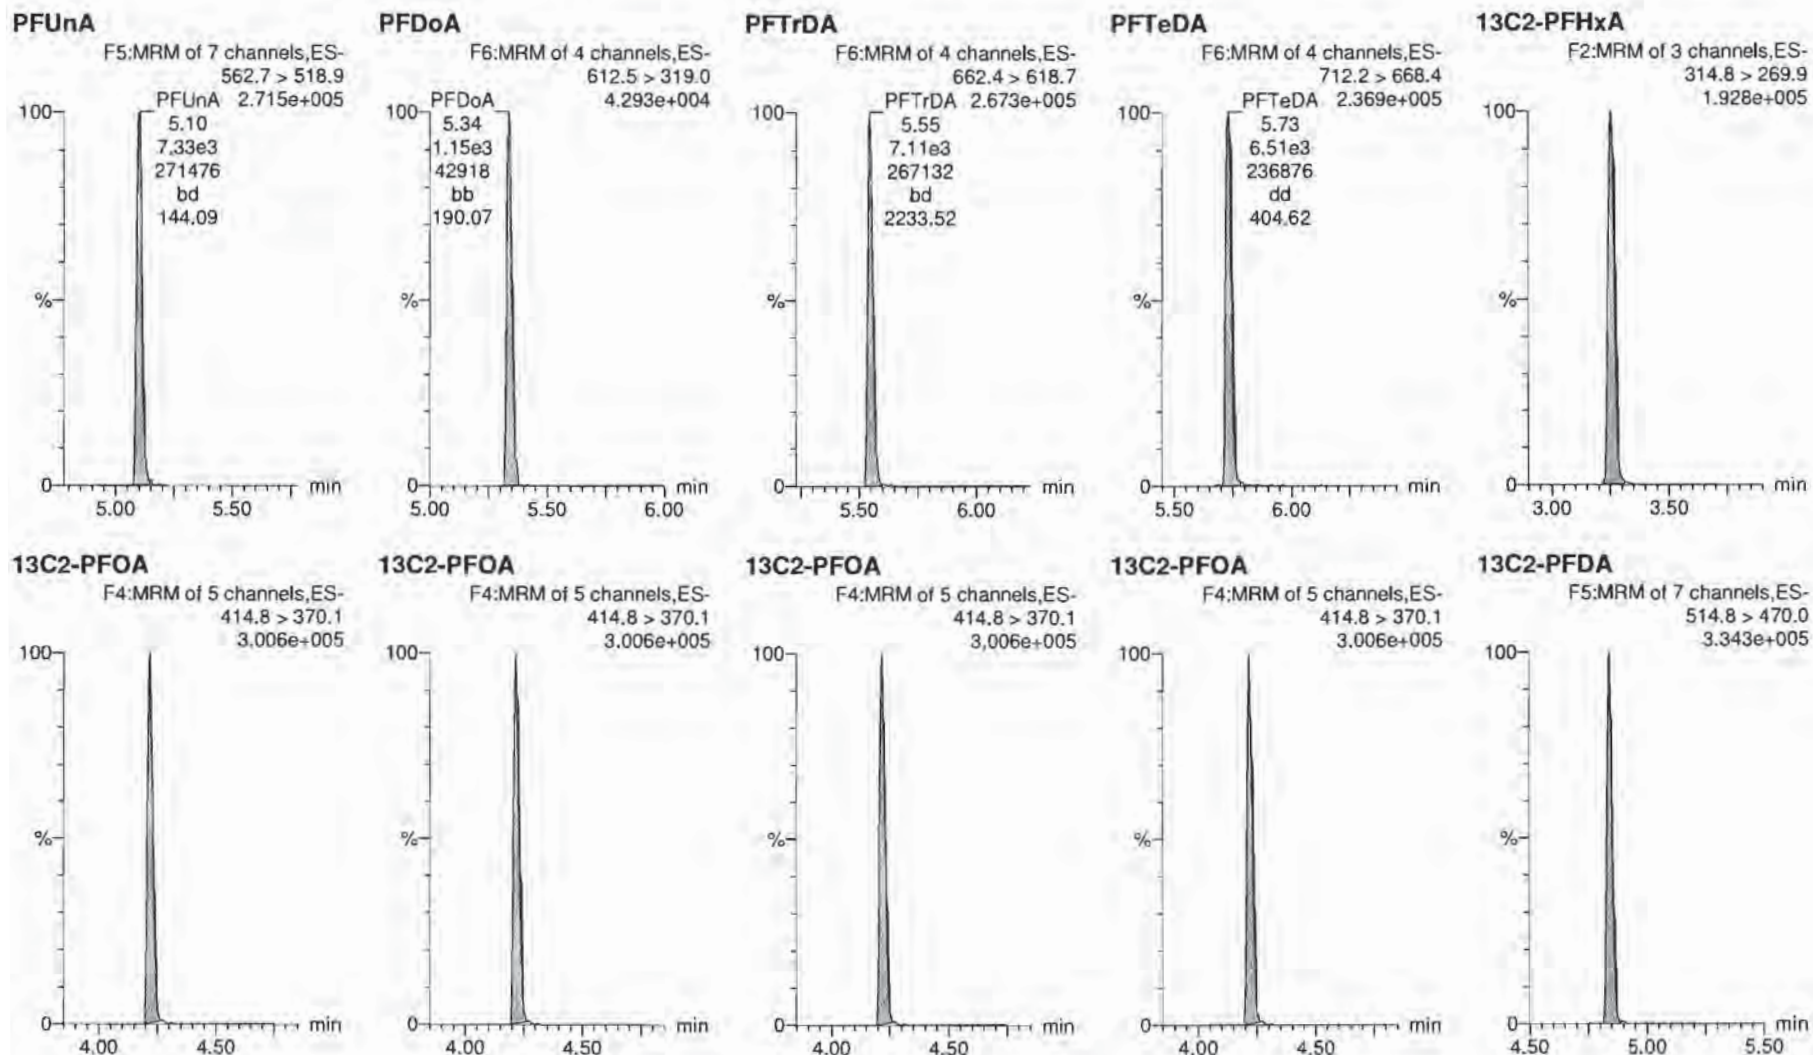 PFUnA
F5:MRM of 7 channels,ES-
562.7 > 518.9
PFUnA 2.715e+005
5.10
7.33e3
271476
bd
144.09
100
%
0
min
5.00 5.50
PFDoA
F6:MRM of 4 channels,ES-
612.5 > 319.0
PFDoA 4.293e+004
5.34
1.15e3
42918
bb
190.07
100
%
0
min
5.00 5.50 6.00
PFTrDA
F6:MRM of 4 channels,ES-
662.4 > 618.7
PFTrDA 2.673e+005
5.55
7.11e3
267132
bd
2233.52
100
%
0
min
5.50 6.00
PFTeDA
F6:MRM of 4 channels,ES-
712.2 > 668.4
PFTeDA 2.369e+005
5.73
6.51e3
236876
dd
404.62
100
%
0
min
5.50 6.00
13C2-PFHxA
F2:MRM of 3 channels,ES-
314.8 > 269.9
1.928e+005
100
%
0
min
3.00 3.50
13C2-PFOA
F4:MRM of 5 channels,ES-
414.8 > 370.1
3.006e+005
100
%
0
min
4.00 4.50
13C2-PFOA
F4:MRM of 5 channels,ES-
414.8 > 370.1
3.006e+005
100
%
0
min
4.00 4.50
13C2-PFOA
F4:MRM of 5 channels,ES-
414.8 > 370.1
3.006e+005
100
%
0
min
4.00 4.50
13C2-PFOA
F4:MRM of 5 channels,ES-
414.8 > 370.1
3.006e+005
100
%
0
min
4.00 4.50
13C2-PFDA
F5:MRM of 7 channels,ES-
514.8 > 470.0
3.343e+005
100
%
0
min
4.50 5.00 5.50